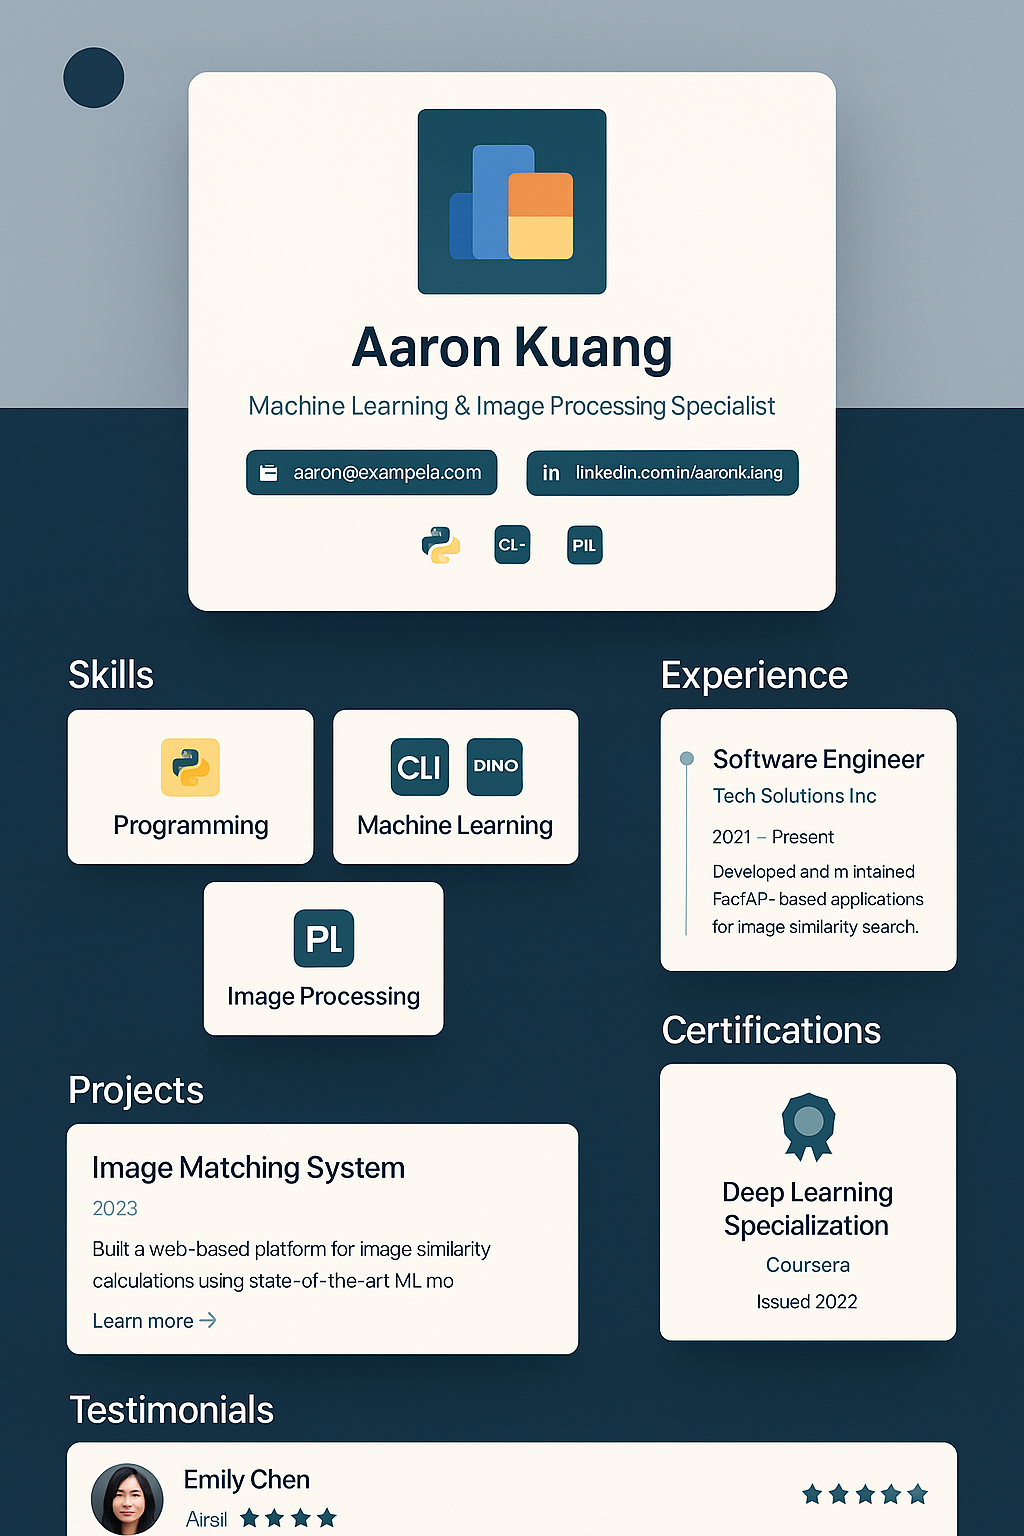 Aaron Kuang
Machine Learning & Image Processing Specialist
aaron@exampela.com
in linkedin.comin/aaronk.iang
CL-
PIL
Skills
Programming
CLI
DINO
Machine Learning
PL
Image Processing
Projects
Image Matching System
2023
Built a web-based platform for image similarity
calculations using state-of-the-art ML mo
Learn more →
Experience
Software Engineer
Tech Solutions Inc
2021 – Present
Developed and m intained
FacfAP- based applications
for image similarity search.
Certifications
Deep Learning
Specialization
Coursera
Issued 2022
Testimonials
Emily Chen
Airsil ★★★★
★★★★★